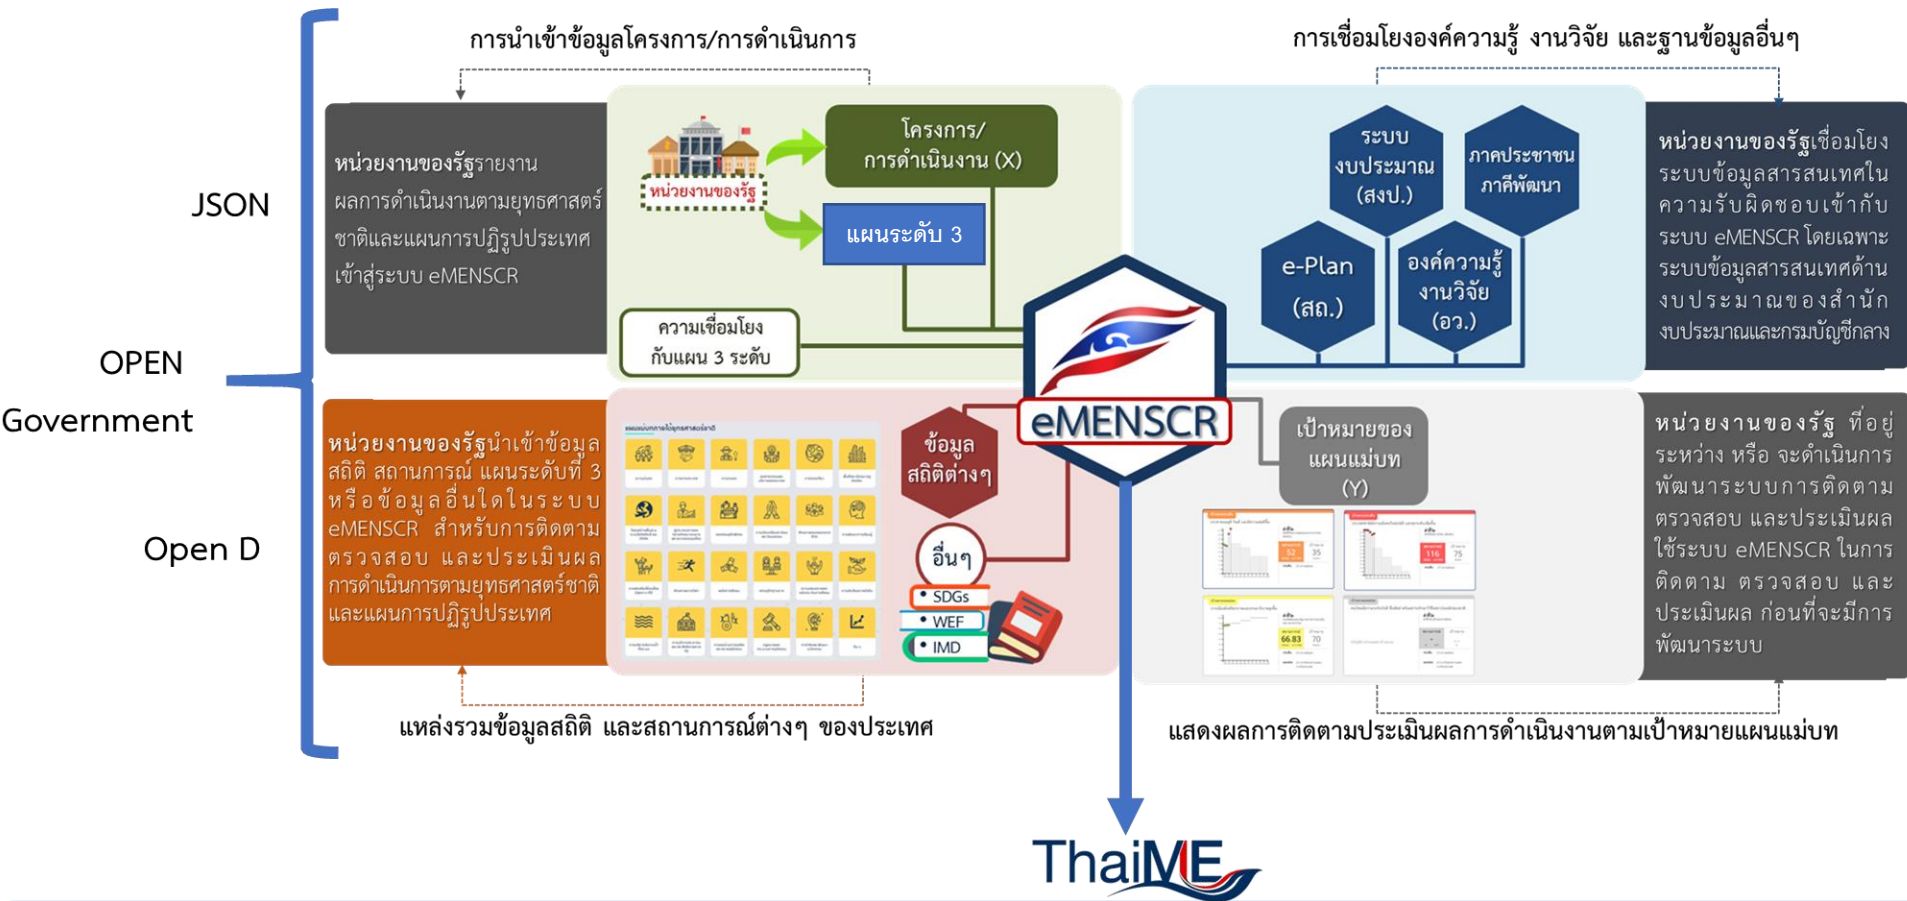 การนำเข้าข้อมูลโครงการ/การดำเนินการ
การเชื่อมโยงองค์ความรู้ งานวิจัย และฐานข้อมูลอื่นๆ
JSON
OPEN
Government
Open D
หน่วยงานของรัฐรายงาน
ผลการดำเนินงานตามยุทธศาสตร์
ชาติและแผนการปฏิรูปประเทศ
เข้าสู่ระบบ eMENSCR
หน่วยงานของรัฐ
โครงการ/
การดำเนินงาน (X)
แผนระดับ 3
ความเชื่อมโยง
กับแผน 3 ระดับ
ระบบ
งบประมาณ
(สงป.)
ภาคประชาชน
ภาคีพัฒนา
e-Plan
(สถ.)
องค์ความรู้
งานวิจัย
(อว.)
หน่วยงานของรัฐเชื่อมโยง
ระบบข้อมูลสารสนเทศใน
ความรับผิดชอบเข้ากับ
ระบบ eMENSCR โดยเฉพาะ
ระบบข้อมูลสารสนเทศด้าน
งบประมาณของสำนัก
งบประมาณและกรมบัญชีกลาง
eMENSCR
หน่วยงานของรัฐนำเข้าข้อมูล
สถิติ สถานการณ์ แผนระดับที่ 3
หรือข้อมูลอื่นใดในระบบ
eMENSCR สำหรับการติดตาม
ตรวจสอบ และประเมินผล
การดำเนินการตามยุทธศาสตร์ชาติ
และแผนการปฏิรูปประเทศ
แผนแม่บทภายใต้ยุทธศาสตร์ชาติ
ข้อมูล
สถิติต่างๆ
อื่นๆ
• SDGs
• WEF
• IMD
เป้าหมายของ
แผนแม่บท
(Y)
52
35
116
75
66.83
70
หน่วยงานของรัฐ ที่อยู่
ระหว่าง หรือ จะดำเนินการ
พัฒนาระบบการติดตาม
ตรวจสอบ และประเมินผล
ใช้ระบบ eMENSCR ในการ
ติดตาม ตรวจสอบ และ
ประเมินผล ก่อนที่จะมีการ
พัฒนาระบบ
แหล่งรวมข้อมูลสถิติ และสถานการณ์ต่างๆ ของประเทศ
แสดงผลการติดตามประเมินผลการดำเนินงานตามเป้าหมายแผนแม่บท
ThaiME